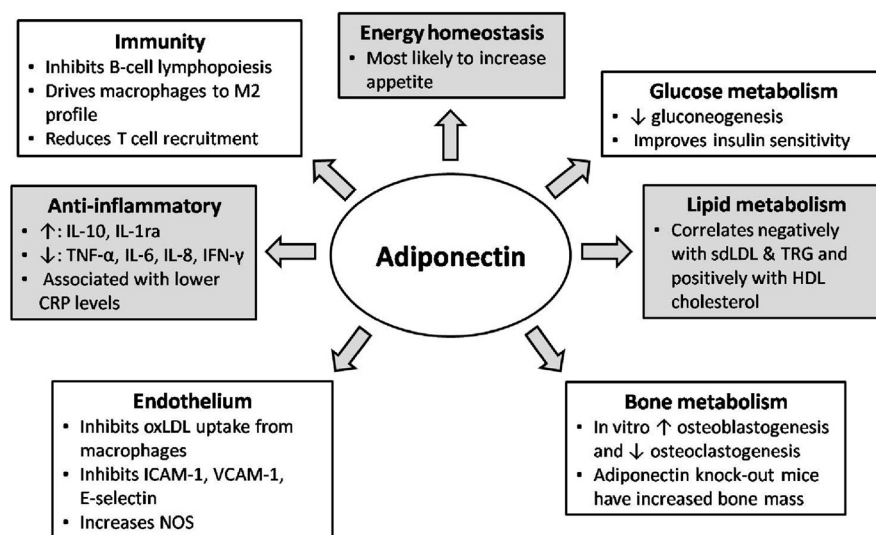 Immunity
• Inhibits B-cell lymphopoiesis
• Drives macrophages to M2
profile
• Reduces T cell recruitment
Energy homeostasis
• Most likely to increase
appetite
Glucose metabolism
• ↓ gluconeogenesis
• Improves insulin sensitivity
Anti-inflammatory
• ↑: IL-10, IL-1ra
• ↓: TNF-α, IL-6, IL-8, IFN-γ
• Associated with lower
CRP levels
Adiponectin
Lipid metabolism
• Correlates negatively
with sdLDL & TRG and
positively with HDL
cholesterol
Endothelium
• Inhibits oxLDL uptake from
macrophages
• Inhibits ICAM-1, VCAM-1,
E-selectin
• Increases NOS
Bone metabolism
• In vitro ↑ osteoblastogenesis
and ↓ osteoclastogenesis
• Adiponectin knock-out mice
have increased bone mass